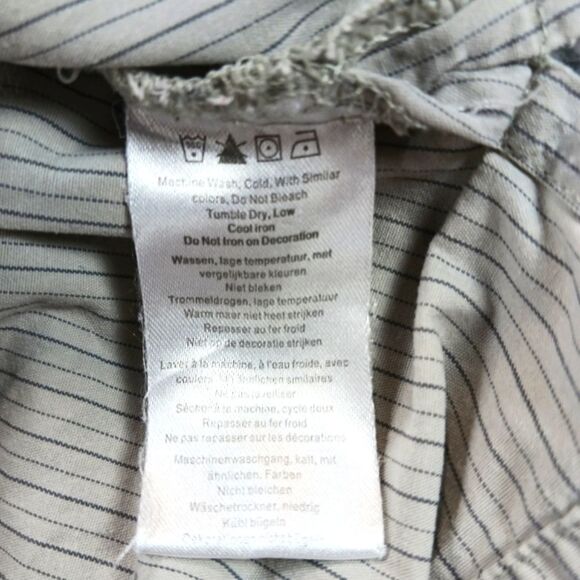 Machine Wash, Cold, With Similar
colors, Do Not Bleach
Tumble Dry, Low
Cool iron
Do Not Iron on Decoration
Wassen, lage temperatuur, met
vergelijkbare kleuren
Niet bleken
Trommeldrogen, lage temperatuur
Warm maar niet heet strijken
Repasser au fer froid
Niet op de decoratie strijken
Laver à la machine, à l'eau froide, avec
couleurs similaires
Ne pas
Sécher à la machine, cycle doux
Repasser au fer froid
Ne pas repasser sur les décorations
Maschinenwaschgang, kalt, mit
ähnlichen. Farben
Nicht bleichen
Wäschetrockner, niedrig
Kühl bügeln